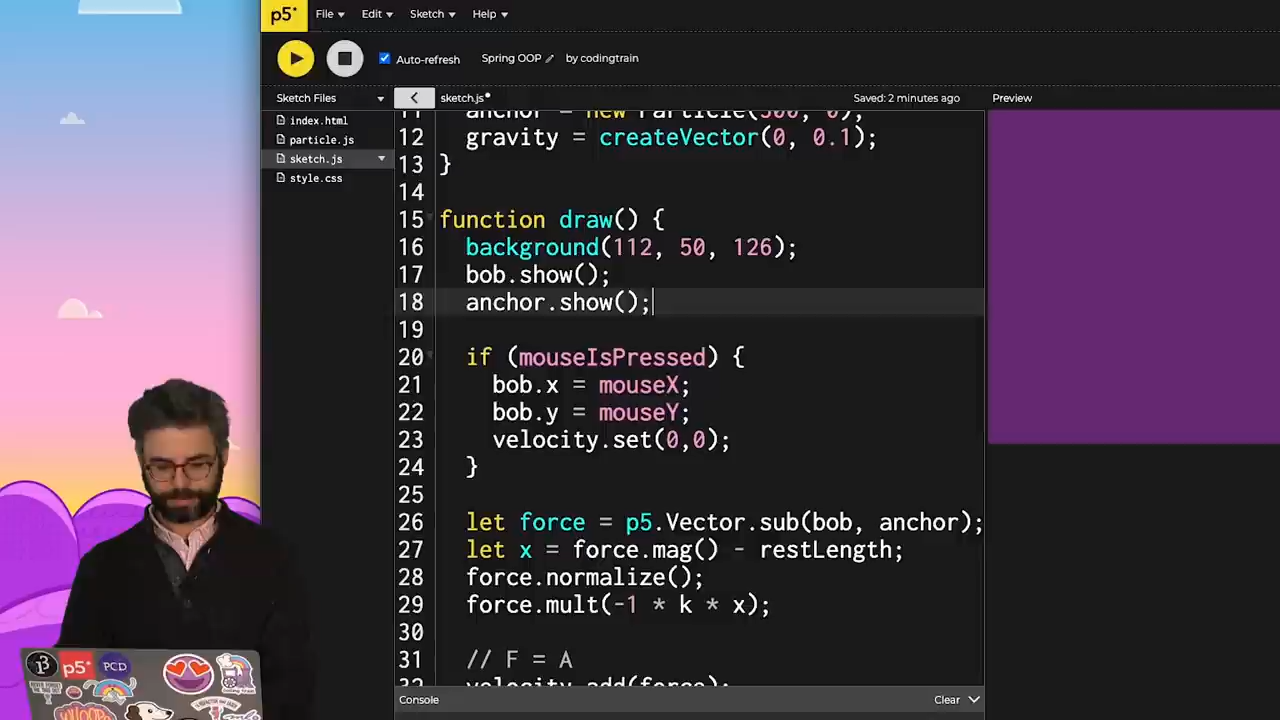 p5* File Edit Sketch Help
Auto-refresh Spring OOP by codingtrain
Sketch Files sketch.js Saved: 2 minutes ago Preview
index.html
particle.js
sketch.js
style.css
11 anchor = new Particle(300, 0);
12 gravity = createVector(0, 0.1);
13 }
14
15 function draw() {
16 background(112, 50, 126);
17 bob.show();
18 anchor.show();
19
20 if (mouseIsPressed) {
21 bob.x = mouseX;
22 bob.y = mouseY;
23 velocity.set(0,0);
24 }
25
26 let force = p5.Vector.sub(bob, anchor);
27 let x = force.mag() - restLength;
28 force.normalize();
29 force.mult(-1 * k * x);
30
31 // F = A
32 velocity.add(force);
Console Clear
p5* PCD
WHOOPS